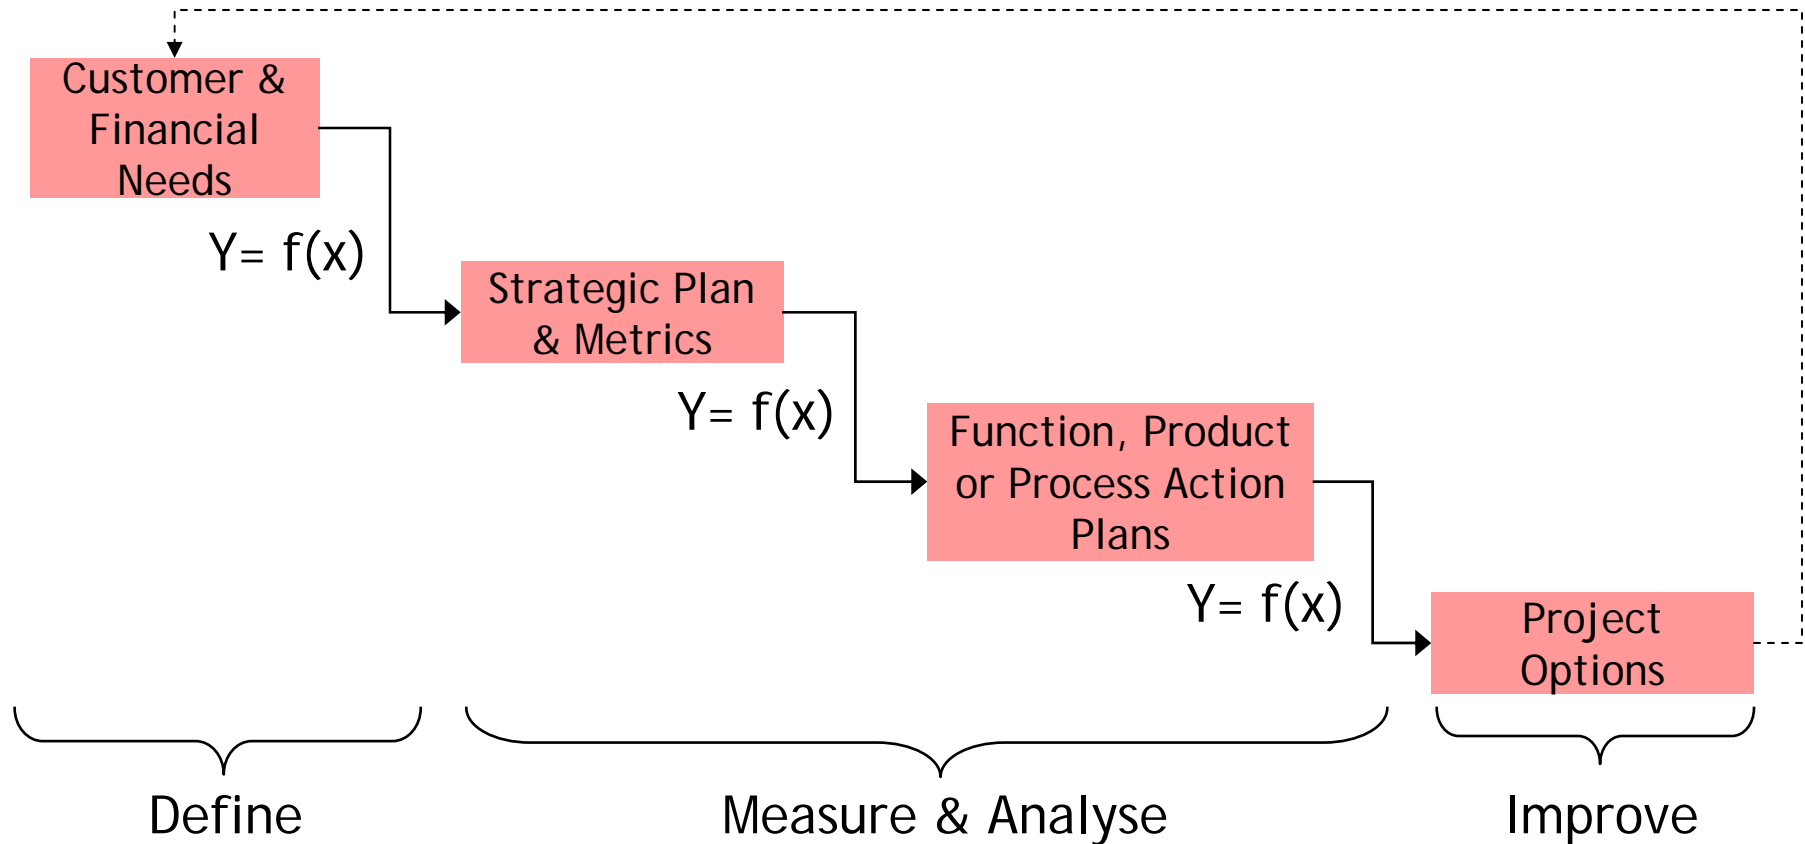 Customer &
Financial
Needs
Y= f(x)
Strategic Plan
& Metrics
Y= f(x)
Function, Product
or Process Action
Plans
Y= f(x)
Project
Options
Define
Measure & Analyse
Improve